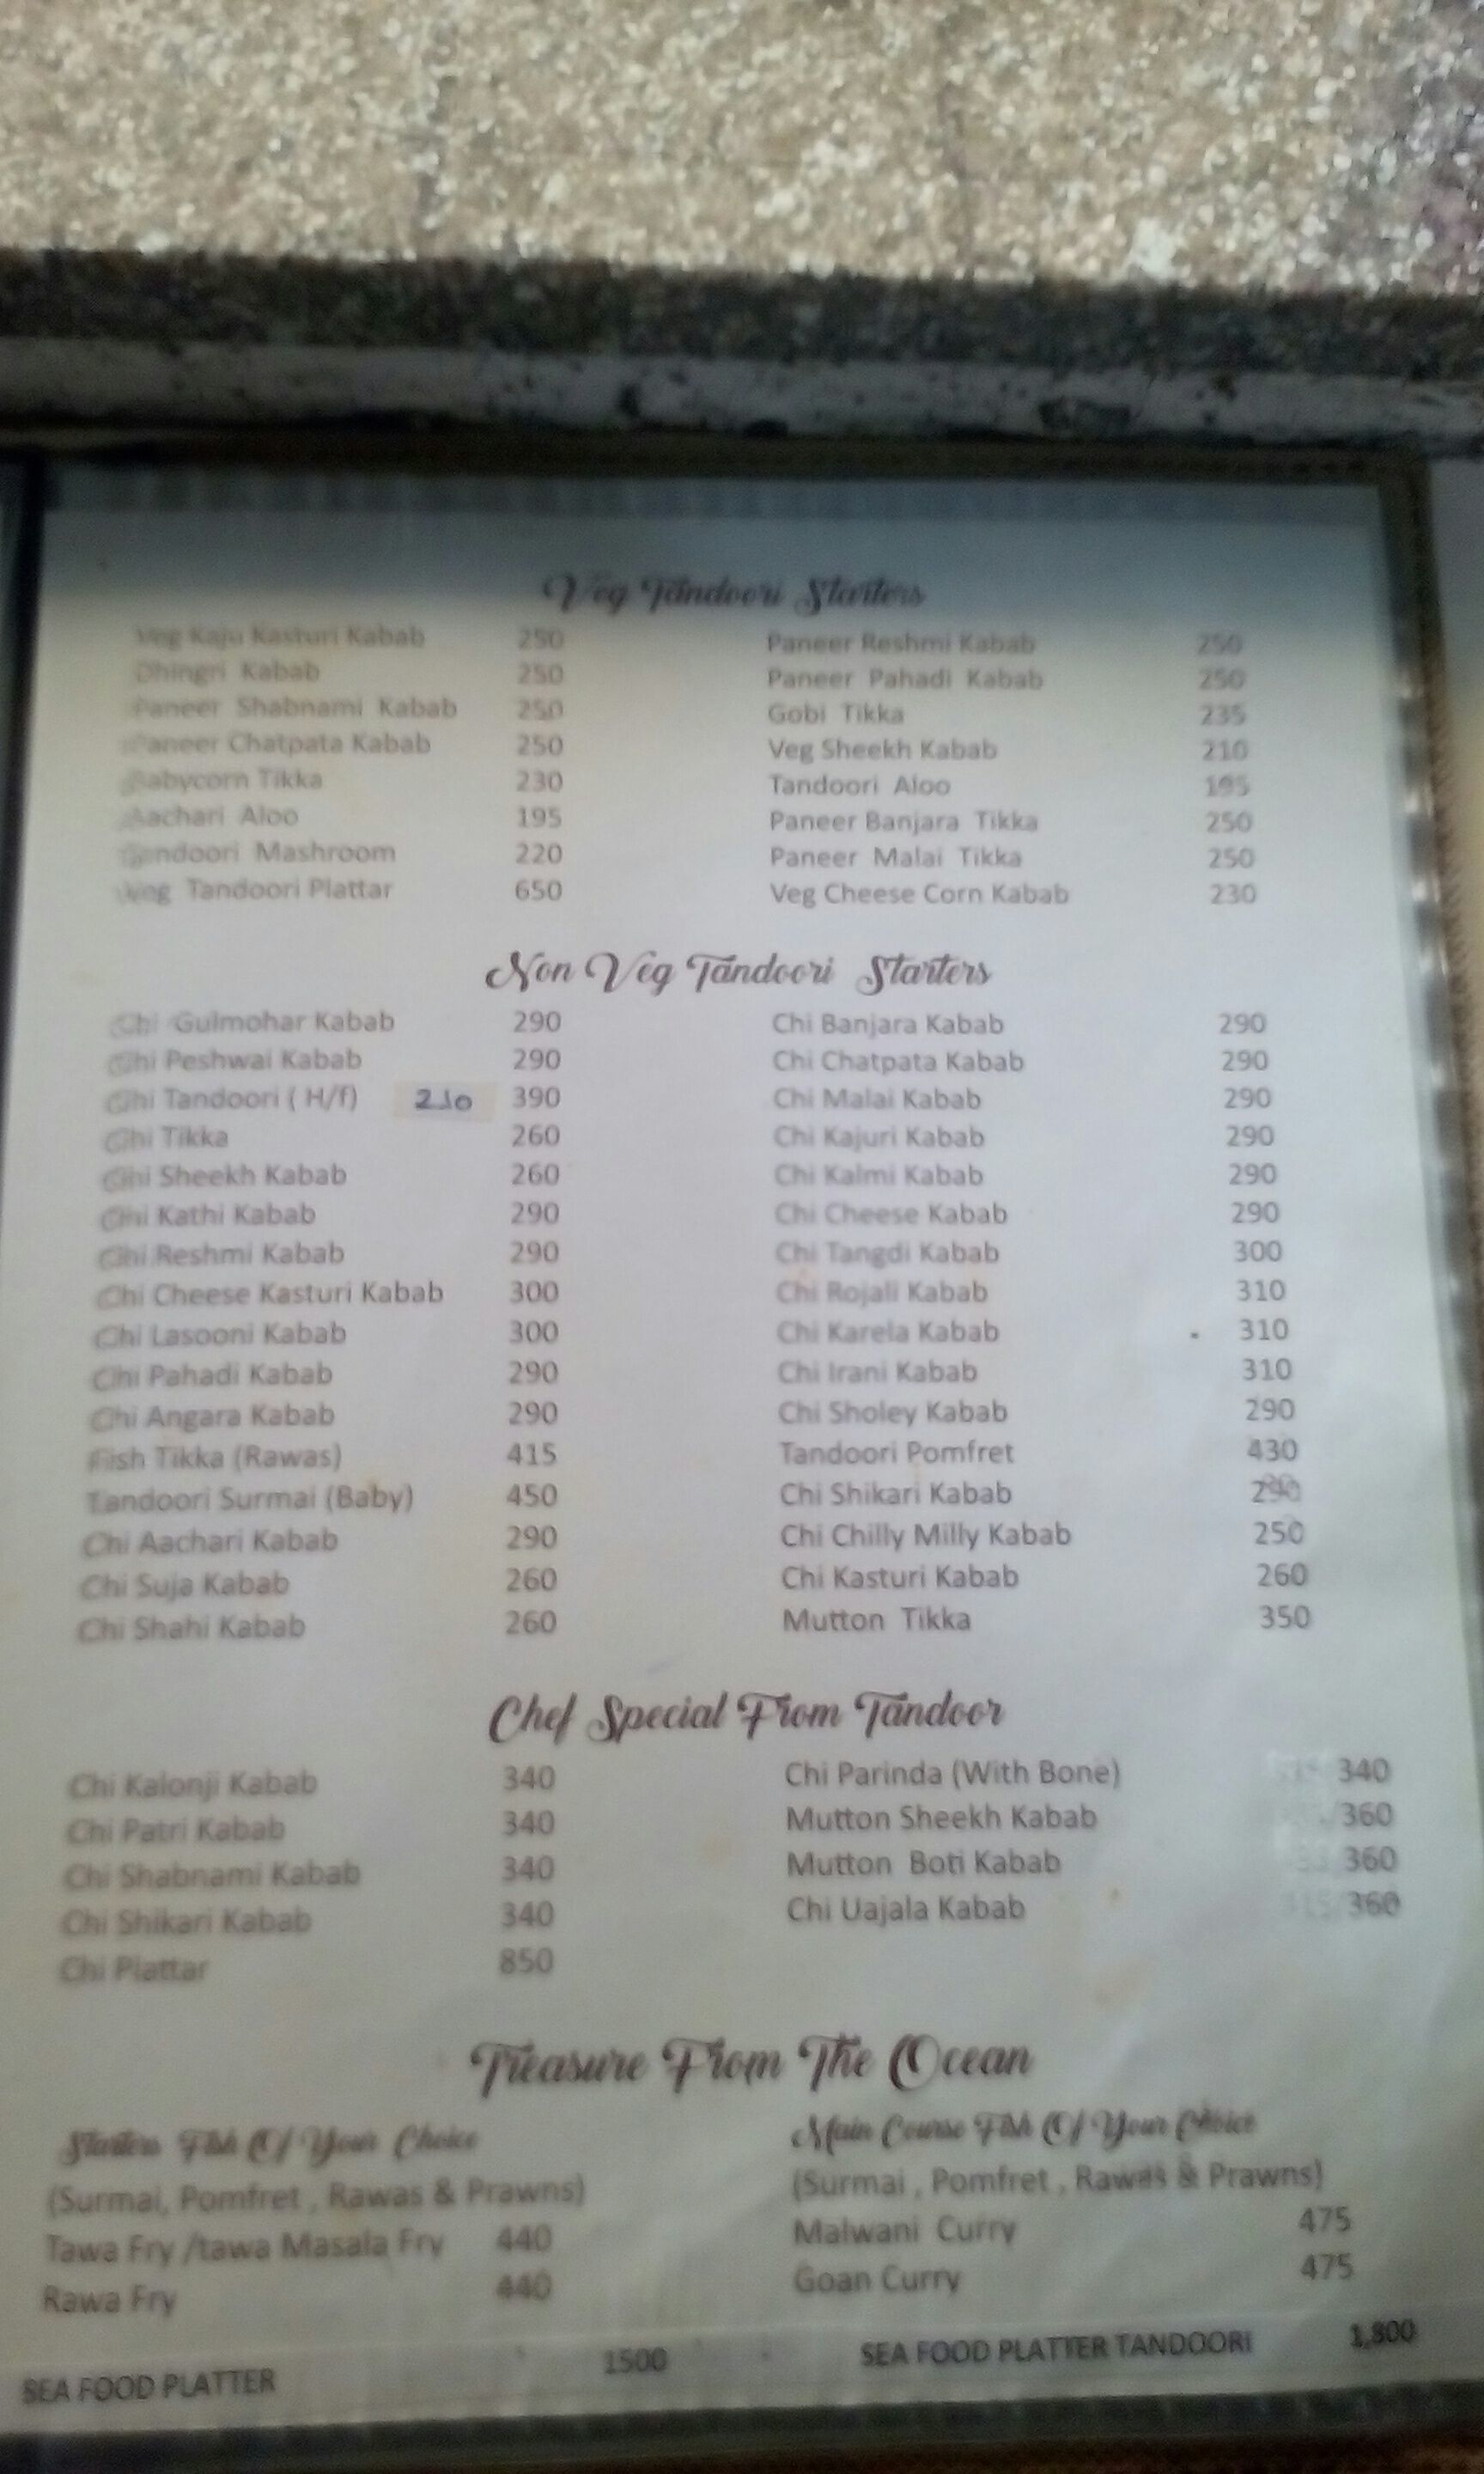 Veg Tandoori Starters
Veg Kaju Kasturi Kabab 250 Paneer Reshmi Kabab 250
Dhingri Kabab 250 Paneer Pahadi Kabab 250
Paneer Shabnami Kabab 250 Gobi Tikka 235
Paneer Chatpata Kabab 250 Veg Sheekh Kabab 210
Babycorn Tikka 230 Tandoori Aloo 195
Aachari Aloo 195 Paneer Banjara Tikka 250
Tandoori Mashroom 220 Paneer Malai Tikka 250
Veg Tandoori Plattar 650 Veg Cheese Corn Kabab 230
Non Veg Tandoori Starters
Chi Gulmohar Kabab 290 Chi Banjara Kabab 290
Chi Peshwai Kabab 290 Chi Chatpata Kabab 290
Chi Tandoori ( H/f) 210 390 Chi Malai Kabab 290
Chi Tikka 260 Chi Kajuri Kabab 290
Chi Sheekh Kabab 260 Chi Kalmi Kabab 290
Chi Kathi Kabab 290 Chi Cheese Kabab 290
Chi Reshmi Kabab 290 Chi Tangdi Kabab 300
Chi Cheese Kasturi Kabab 300 Chi Rojali Kabab 310
Chi Lasooni Kabab 300 Chi Karela Kabab 310
Chi Pahadi Kabab 290 Chi Irani Kabab 310
Chi Angara Kabab 290 Chi Sholey Kabab 290
Fish Tikka (Rawas) 415 Tandoori Pomfret 430
Tandoori Surmai (Baby) 450 Chi Shikari Kabab 290
Chi Aachari Kabab 290 Chi Chilly Milly Kabab 250
Chi Suja Kabab 260 Chi Kasturi Kabab 260
Chi Shahi Kabab 260 Mutton Tikka 350
Chef Special From Tandoor
Chi Kalonji Kabab 340 Chi Parinda (With Bone) 340
Chi Patri Kabab 340 Mutton Sheekh Kabab 360
Chi Shabnami Kabab 340 Mutton Boti Kabab 360
Chi Shikari Kabab 340 Chi Uajala Kabab 360
Chi Plattar 850
Treasure From The Ocean
Starters Fish Of Your Choice Main Course Fish Of Your Choice
(Surmai, Pomfret , Rawas & Prawns) (Surmai , Pomfret , Rawas & Prawns)
Tawa Fry /tawa Masala Fry 440 Malwani Curry 475
Rawa Fry 440 Goan Curry 475
SEA FOOD PLATTER 1500 SEA FOOD PLATTER TANDOORI 1,800